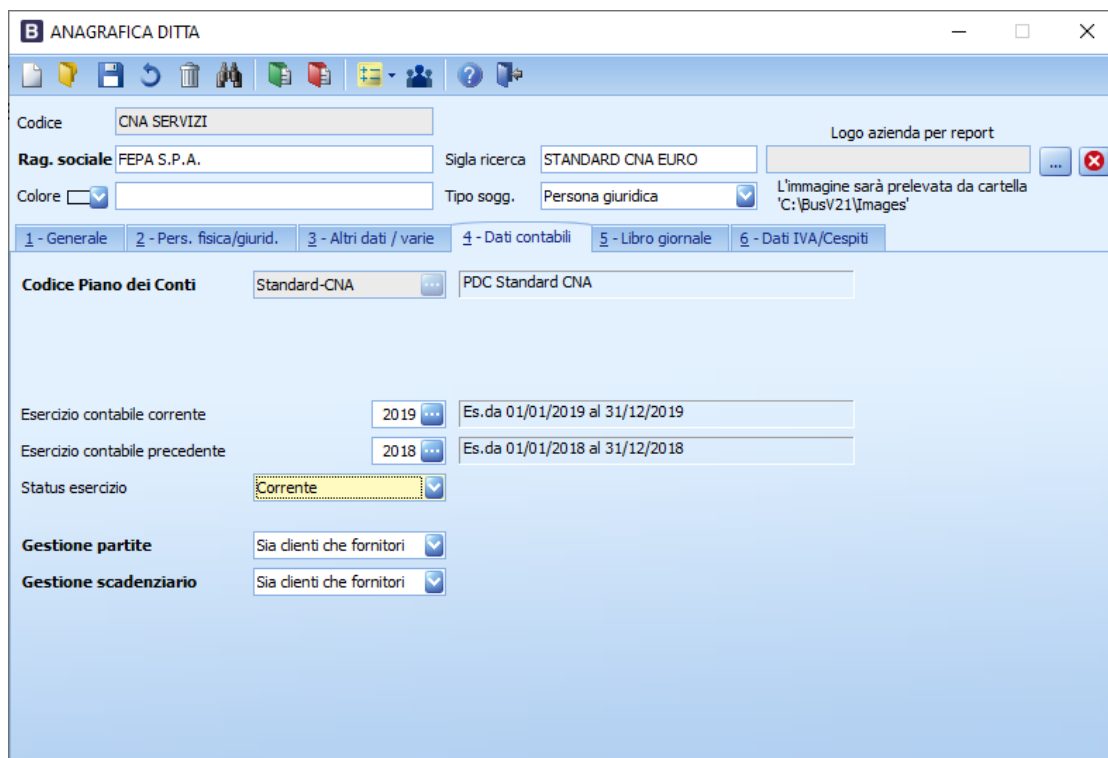 B ANAGRAFICA DITTA
Codice CNA SERVIZI
Logo azienda per report
Rag. sociale FEPA S.P.A. Sigla ricerca STANDARD CNA EURO ...
Colore Tipo sogg. Persona giuridica L'immagine sarà prelevata da cartella
'C:\BusV21\Images'
1 - Generale 2 - Pers. fisica/giurid. 3 - Altri dati / varie 4 - Dati contabili 5 - Libro giornale 6 - Dati IVA/Cespiti
Codice Piano dei Conti Standard-CNA ... PDC Standard CNA
Esercizio contabile corrente 2019 ... Es.da 01/01/2019 al 31/12/2019
Esercizio contabile precedente 2018 ... Es.da 01/01/2018 al 31/12/2018
Status esercizio Corrente
Gestione partite Sia clienti che fornitori
Gestione scadenziario Sia clienti che fornitori